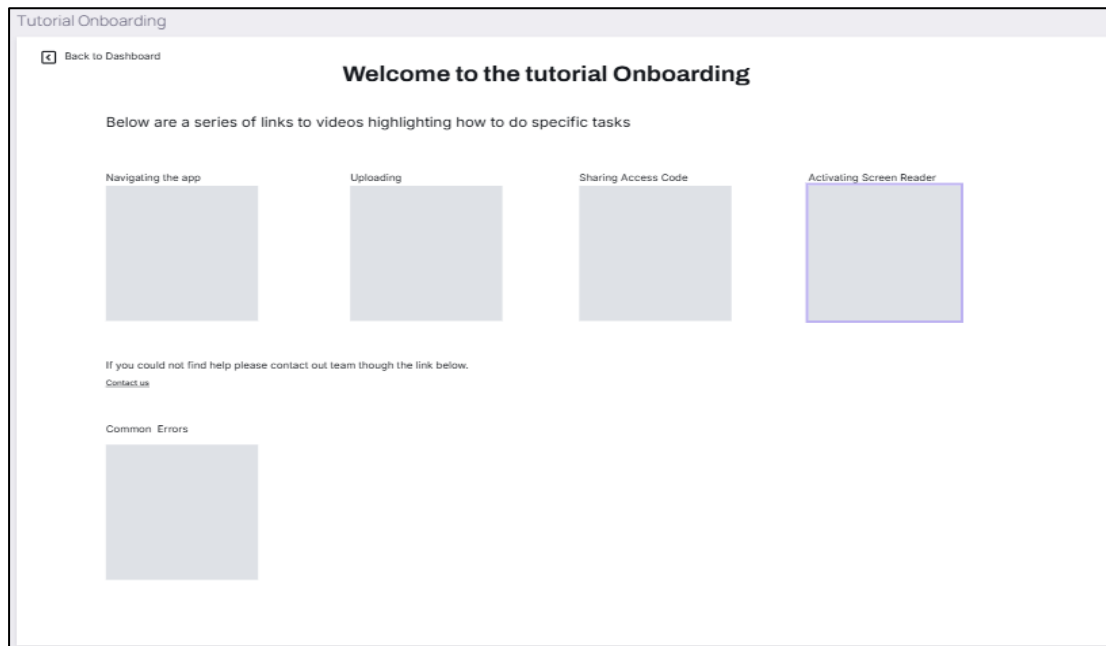 Tutorial Onboarding
Back to Dashboard
Welcome to the tutorial Onboarding
Below are a series of links to videos highlighting how to do specific tasks
Navigating the app
Uploading
Sharing Access Code
Activating Screen Reader
If you could not find help please contact out team though the link below.
Contact us
Common Errors